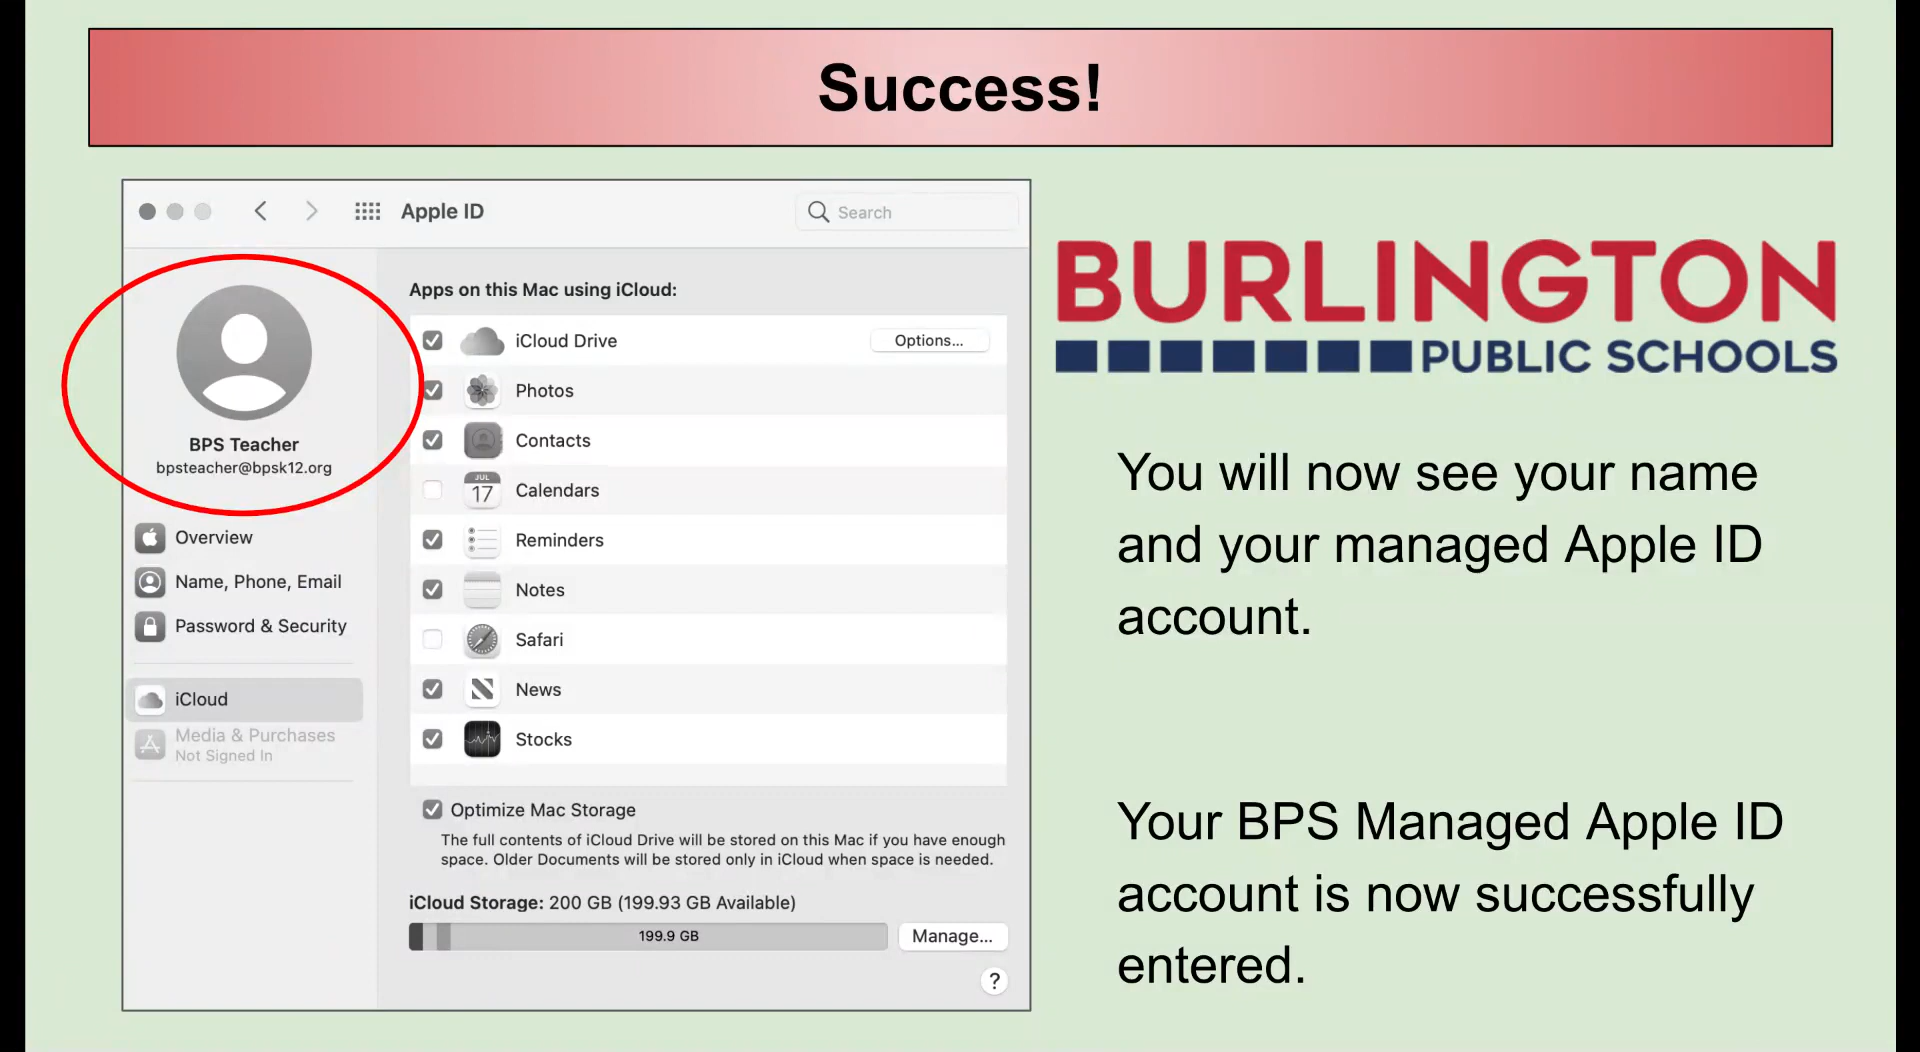 Success!
Apple ID
Search
BPS Teacher
bpsteacher@bpsk12.org
Overview
Name, Phone, Email
Password & Security
iCloud
Media & Purchases
Not Signed In
Apps on this Mac using iCloud:
iCloud Drive
Options...
Photos
Contacts
JUL
17
Calendars
Reminders
Notes
Safari
News
Stocks
Optimize Mac Storage
The full contents of iCloud Drive will be stored on this Mac if you have enough
space. Older Documents will be stored only in iCloud when space is needed.
iCloud Storage: 200 GB (199.93 GB Available)
199.9 GB
Manage...
?
BURLINGTON
PUBLIC SCHOOLS
You will now see your name
and your managed Apple ID
account.
Your BPS Managed Apple ID
account is now successfully
entered.